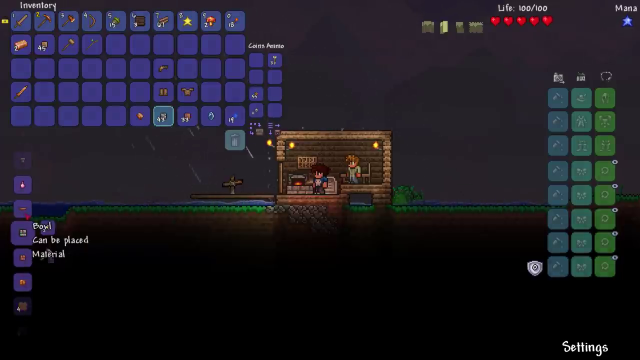 Inventory
Life: 100/100
Mana
Coins Ammo
Bowl
Can be placed
Material
Settings